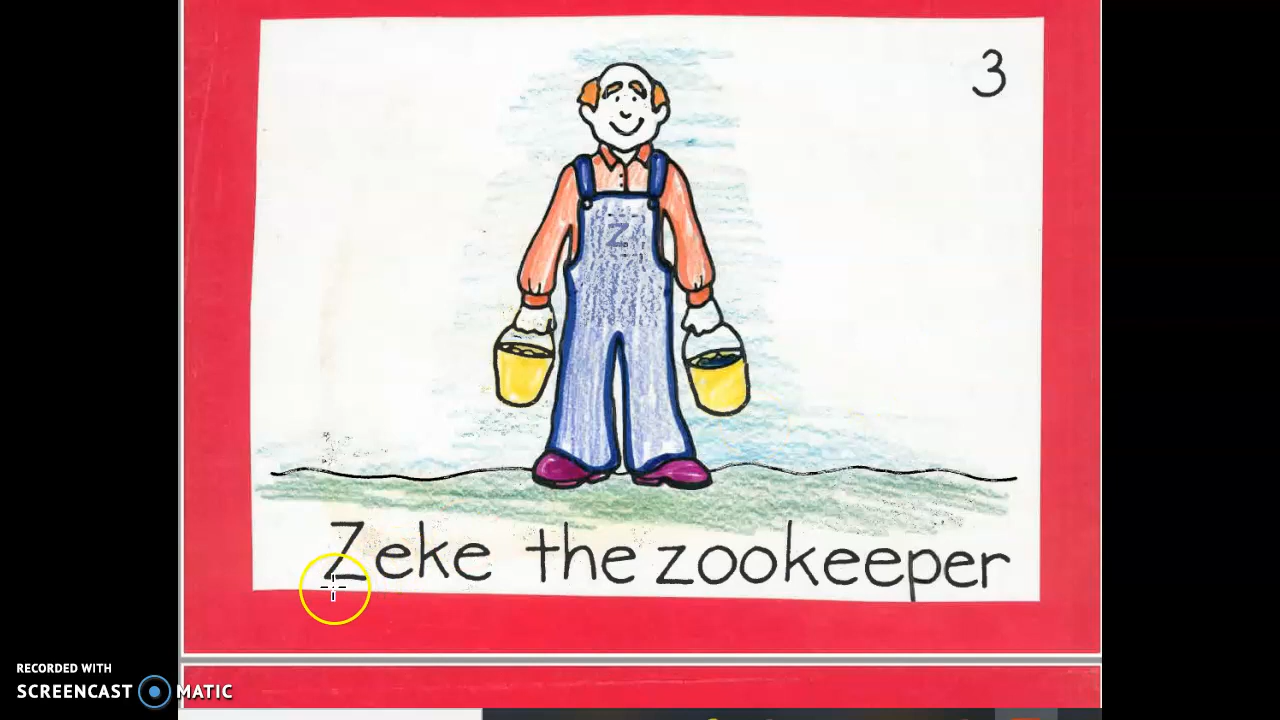 3
Z
Zeke the zookeeper
RECORDED WITH
SCREENCAST MATIC